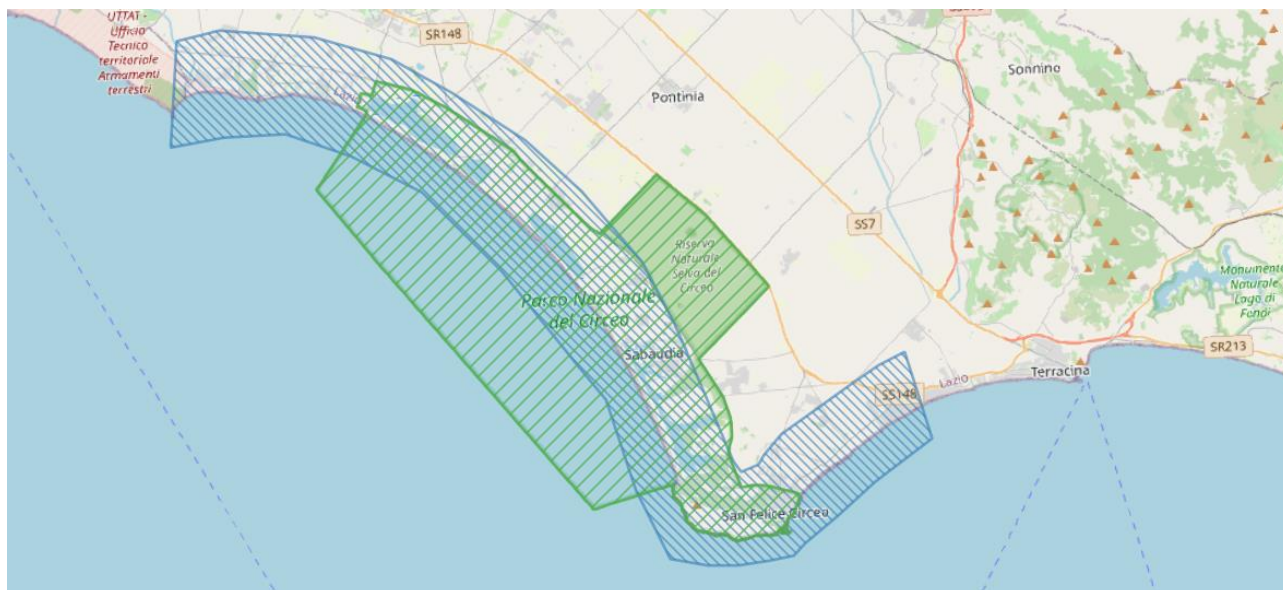 UTTAT -
Ufficio
Tecnico
territoriale
Armamenti
terrestri
SR148
Lazio
Pontinia
Sonnino
SS7
Riserva
Naturale
Selva del
Circeo
Parco Nazionale
del Circeo
Sabaudia
Monumento
Naturale
Lago di
Fondi
SR213
Terracina
Lazio
SS148
San Felice Circeo